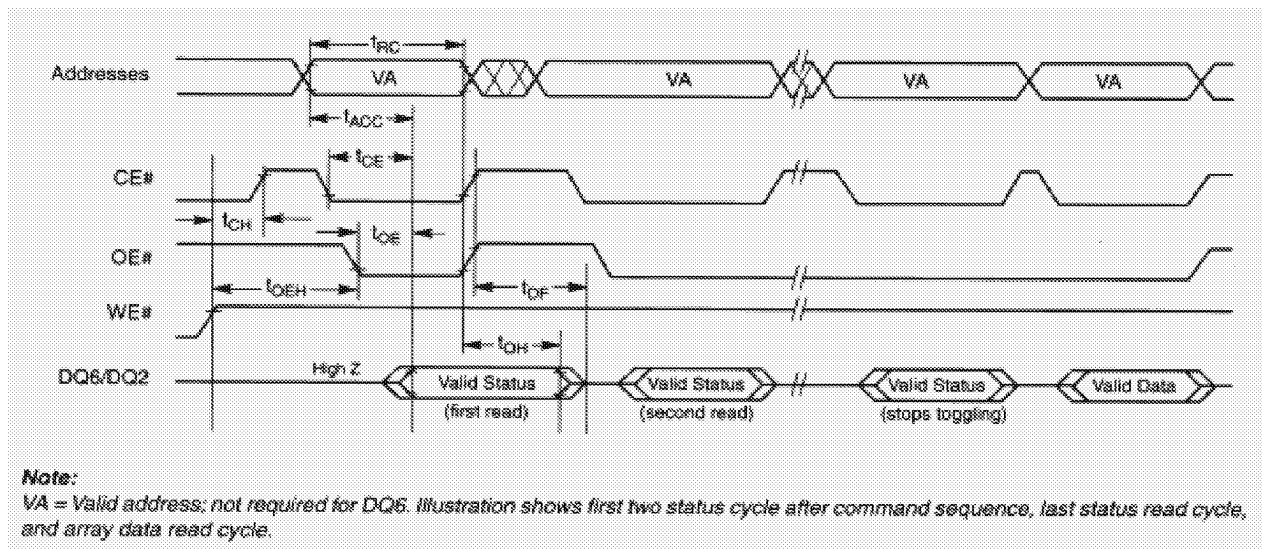 tRC
Addresses
VA
VA
VA
VA
tACC
tCE
CE#
tCH
tOE
OE#
tOEH
tDF
WE#
tOH
DQ6/DQ2
High Z
Valid Status
Valid Status
Valid Status
Valid Data
(first read)
(second read)
(stops toggling)
Note:
VA = Valid address; not required for DQ6. Illustration shows first two status cycle after command sequence, last status read cycle,
and array data read cycle.